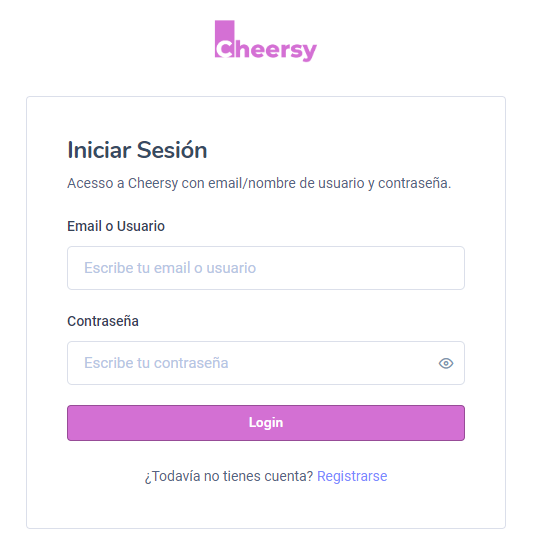 Cheersy
Iniciar Sesión
Acesso a Cheersy con email/nombre de usuario y contraseña.
Email o Usuario
Escribe tu email o usuario
Contraseña
Escribe tu contraseña
Login
¿Todavía no tienes cuenta? Registrarse